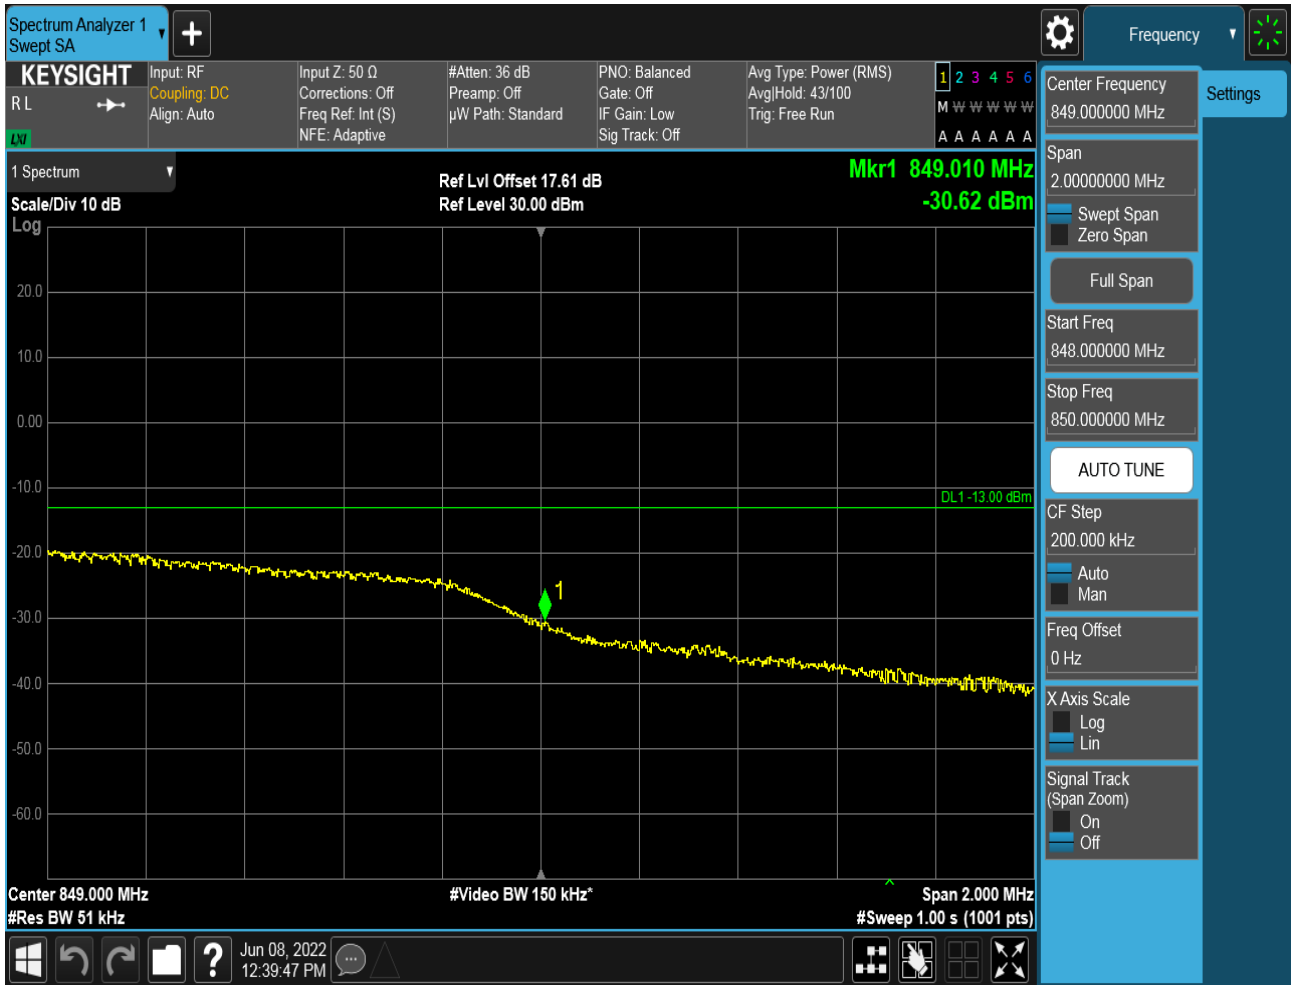 Spectrum Analyzer 1
Swept SA
Frequency
KEYSIGHT
R L
LXI
Input: RF
Coupling: DC
Align: Auto
Input Z: 50 Ω
Corrections: Off
Freq Ref: Int (S)
NFE: Adaptive
#Atten: 36 dB
Preamp: Off
µW Path: Standard
PNO: Balanced
Gate: Off
IF Gain: Low
Sig Track: Off
Avg Type: Power (RMS)
Avg|Hold: 43/100
Trig: Free Run
1 2 3 4 5 6
M W W W W W
A A A A A A
1 Spectrum
Scale/Div 10 dB
Log
Ref Lvl Offset 17.61 dB
Ref Level 30.00 dBm
Mkr1 849.010 MHz
-30.62 dBm
20.0
10.0
0.00
-10.0
-20.0
-30.0
-40.0
-50.0
-60.0
DL1 -13.00 dBm
1
Center 849.000 MHz
#Res BW 51 kHz
#Video BW 150 kHz*
Span 2.000 MHz
#Sweep 1.00 s (1001 pts)
Jun 08, 2022
12:39:47 PM
?
Center Frequency
849.000000 MHz
Span
2.00000000 MHz
Swept Span
Zero Span
Full Span
Start Freq
848.000000 MHz
Stop Freq
850.000000 MHz
AUTO TUNE
CF Step
200.000 kHz
Auto
Man
Freq Offset
0 Hz
X Axis Scale
Log
Lin
Signal Track
(Span Zoom)
On
Off
Settings